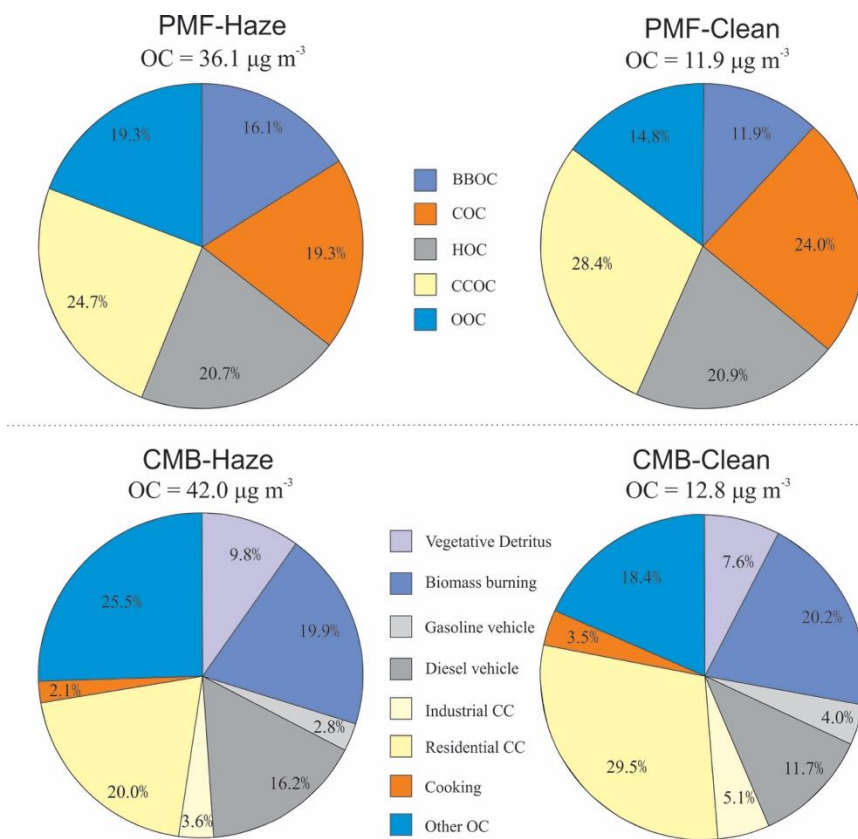 PMF-Haze
OC = 36.1 μg m⁻³
16.1%
19.3%
20.7%
24.7%
19.3%
BBOC
COC
HOC
CCOC
OOC
PMF-Clean
OC = 11.9 μg m⁻³
11.9%
24.0%
20.9%
28.4%
14.8%
CMB-Haze
OC = 42.0 μg m⁻³
9.8%
19.9%
2.8%
16.2%
3.6%
20.0%
2.1%
25.5%
Vegetative Detritus
Biomass burning
Gasoline vehicle
Diesel vehicle
Industrial CC
Residential CC
Cooking
Other OC
CMB-Clean
OC = 12.8 μg m⁻³
7.6%
20.2%
4.0%
11.7%
5.1%
29.5%
3.5%
18.4%